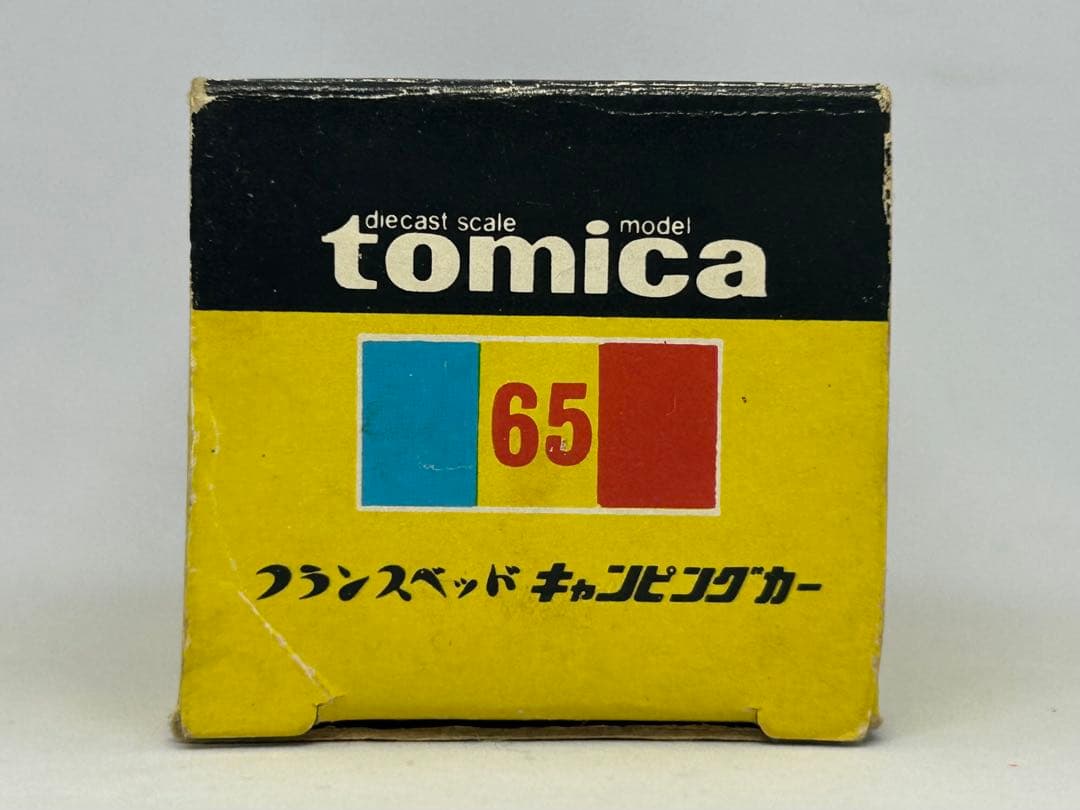 diecast scale model
tomica
65
フランスベッド キャンピングカー